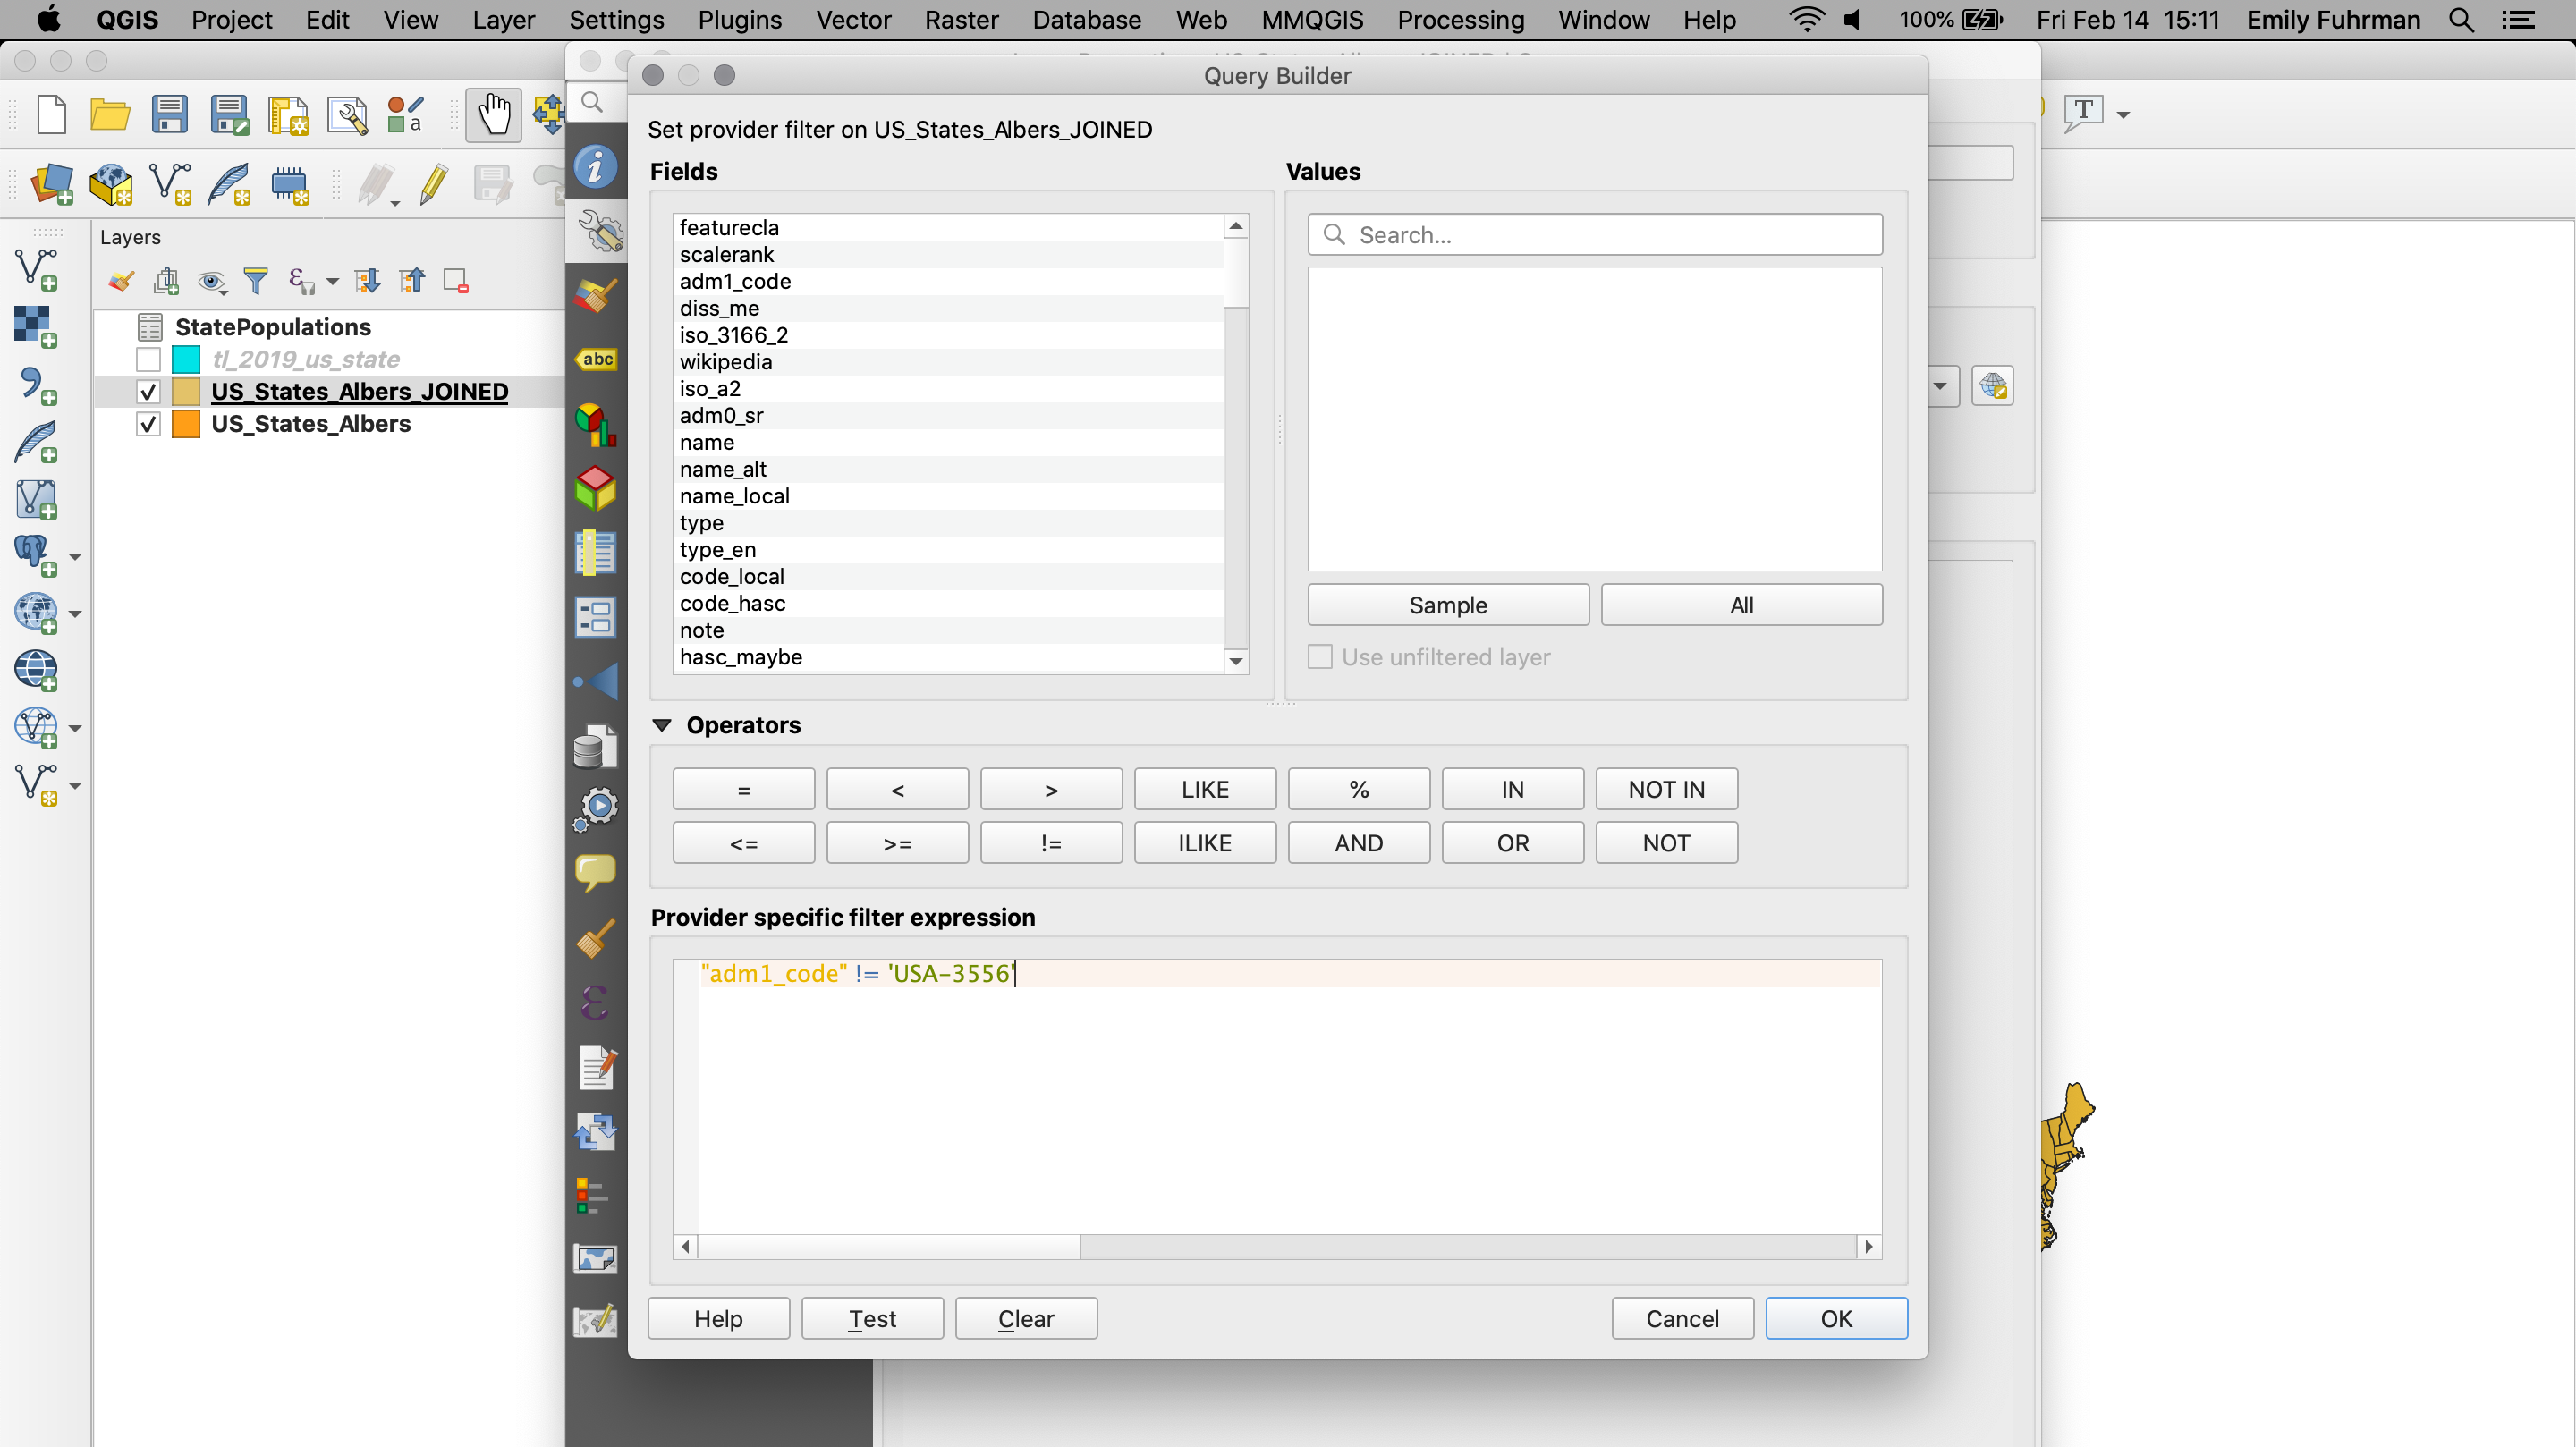 QGIS Project Edit View Layer Settings Plugins Vector Raster Database Web MMQGIS Processing Window Help 100% Fri Feb 14 15:11 Emily Fuhrman
Query Builder
a
T
Set provider filter on US_States_Albers_JOINED
Fields
Values
Search...
featurecla
scalerank
adm1_code
diss_me
iso_3166_2
wikipedia
iso_a2
adm0_sr
name
name_alt
name_local
type
type_en
code_local
code_hasc
note
hasc_maybe
Layers
StatePopulations
tl_2019_us_state
US_States_Albers_JOINED
US_States_Albers
abc
Sample All
Use unfiltered layer
Operators
= < > LIKE % IN NOT IN
<= >= != ILIKE AND OR NOT
Provider specific filter expression
"adm1_code" != 'USA-3556'
Help Test Clear Cancel OK